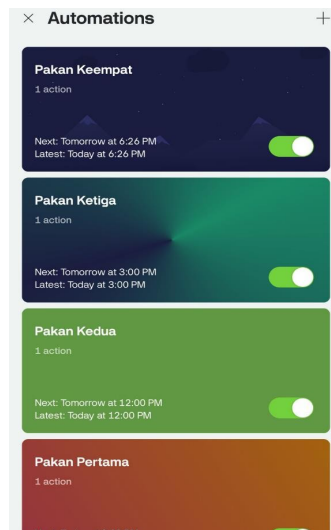 Automations
Pakan Keempat
1 action
Next: Tomorrow at 6:26 PM
Latest: Today at 6:26 PM
Pakan Ketiga
1 action
Next: Tomorrow at 3:00 PM
Latest: Today at 3:00 PM
Pakan Kedua
1 action
Next: Tomorrow at 12:00 PM
Latest: Today at 12:00 PM
Pakan Pertama
1 action